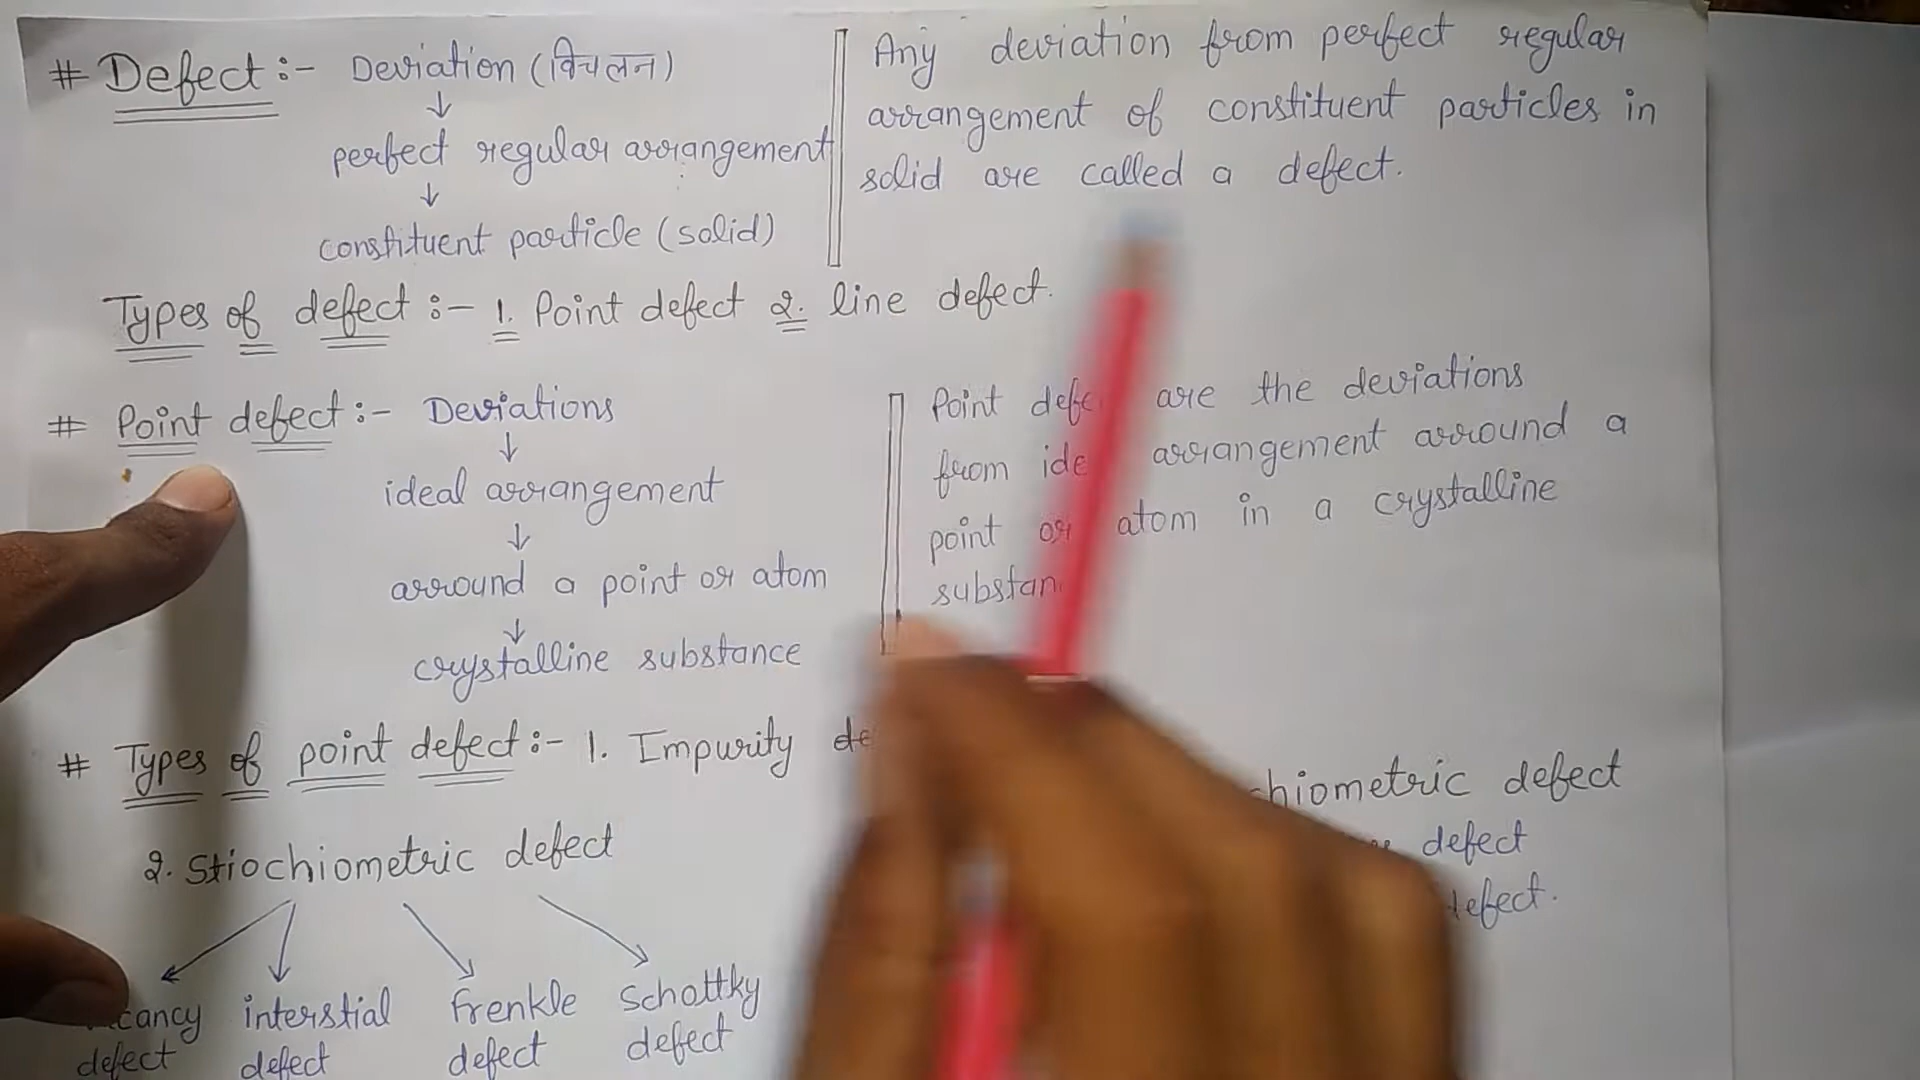 # Defect :- Deviation (विचलन)
↓
perfect regular arrangement
↓
constituent particle (solid)
Any deviation from perfect regular
arrangement of constituent particles in
solid are called a defect.
Types of defect :- 1. Point defect 2. line defect.
# Point defect :- Deviations
↓
ideal arrangement
↓
arround a point or atom
↓
crystalline substance
Point are the deviations
from arrangement arround a
point or atom in a crystalline
# Types of point defect :- 1. Impurity
2. Stiochiometric defect
defect
interstial
defect
frenkle
defect
Schottky
defect
defect
defect
defect.